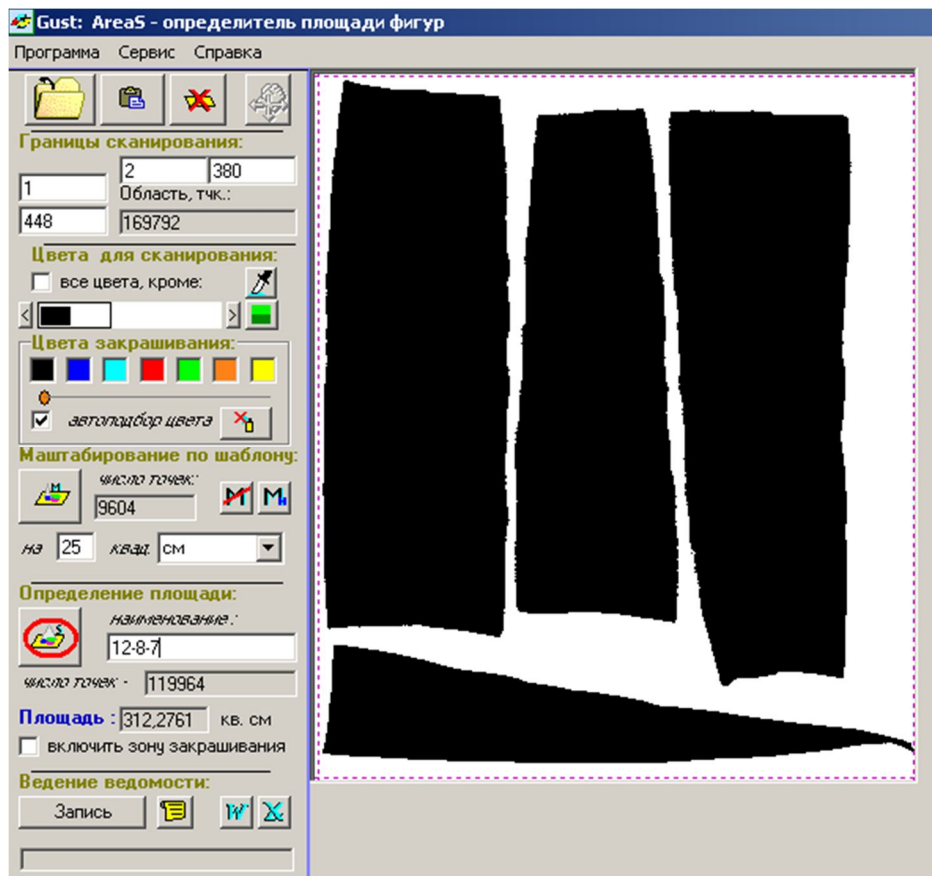 Gust: AreaS - определитель площади фигур
Программа Сервис Справка
Границы сканирования:
2 380
1
Область, тчк.:
448 169792
Цвета для сканирования:
все цвета, кроме:
Цвета закрашивания:
автоподбор цвета
Маштабирование по шаблону:
число точек:
9604
на 25 квад. см
Определение площади:
наименование :
12-8-7
число точек - 119964
Площадь : 312,2761 кв. см
включить зону закрашивания
Ведение ведомости:
Запись